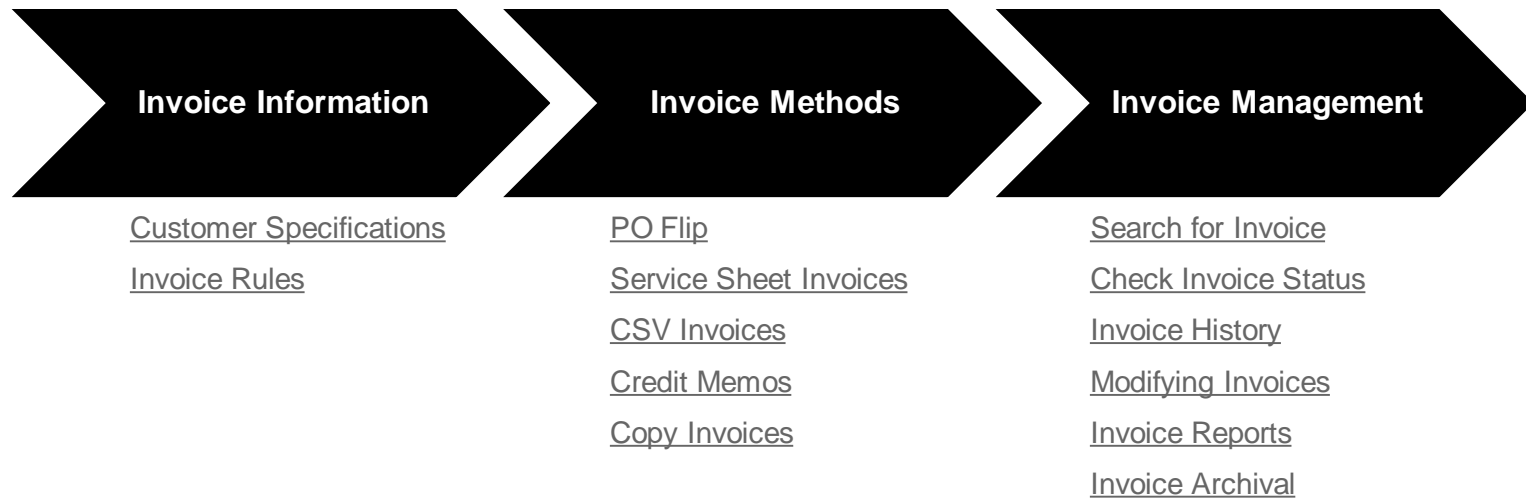 Invoice Information
Customer Specifications
Invoice Rules
Invoice Methods
PO Flip
Service Sheet Invoices
CSV Invoices
Credit Memos
Copy Invoices
Invoice Management
Search for Invoice
Check Invoice Status
Invoice History
Modifying Invoices
Invoice Reports
Invoice Archival